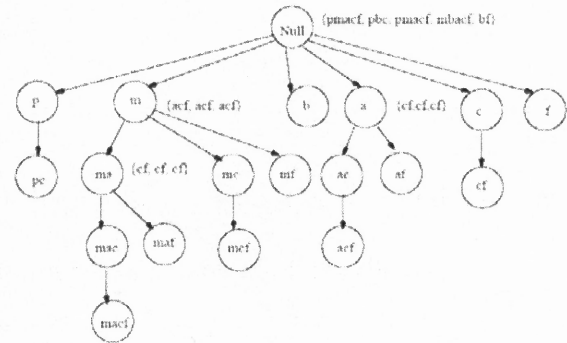 Null {pmacf, pbc, pmacf, mbacf, bf}
p m {acf, acf, acf} b a {cf,cf,cf} c f
pc ma {cf, cf, cf} mc mf ac af cf
mac maf mcf acf
macf